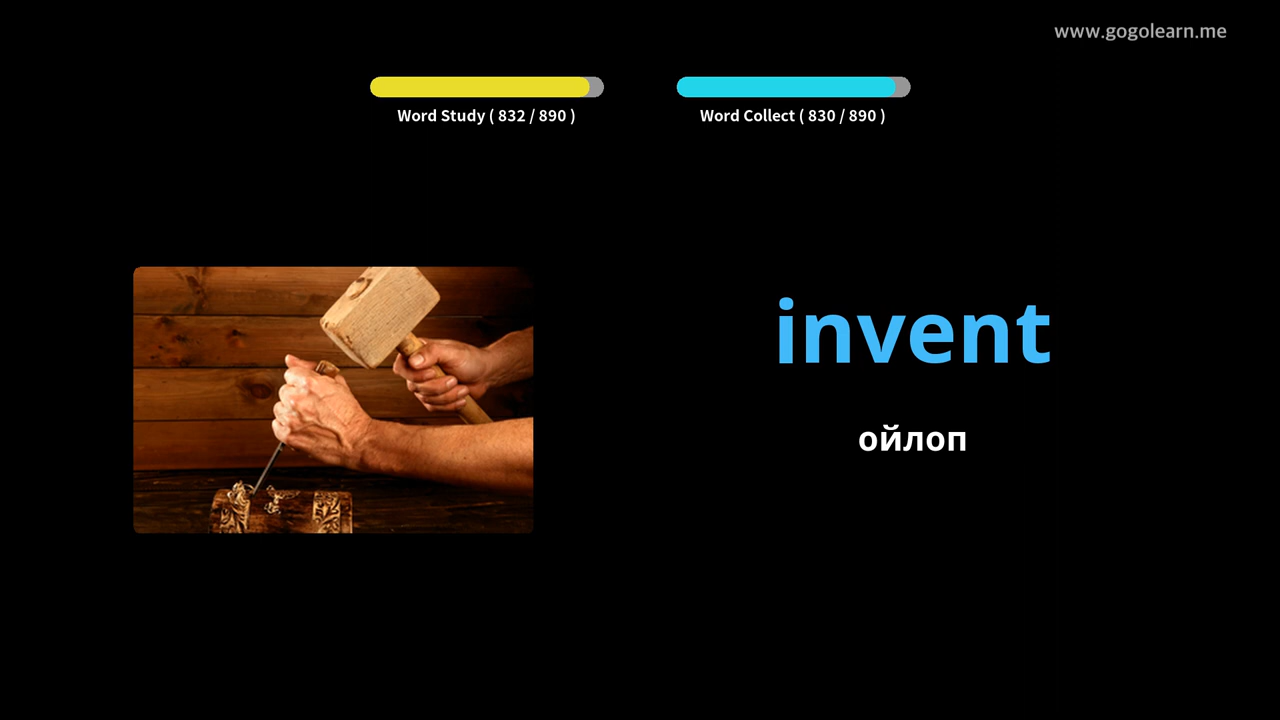 www.gogolearn.me
Word Study ( 832 / 890 )
Word Collect ( 830 / 890 )
invent
ойлоп